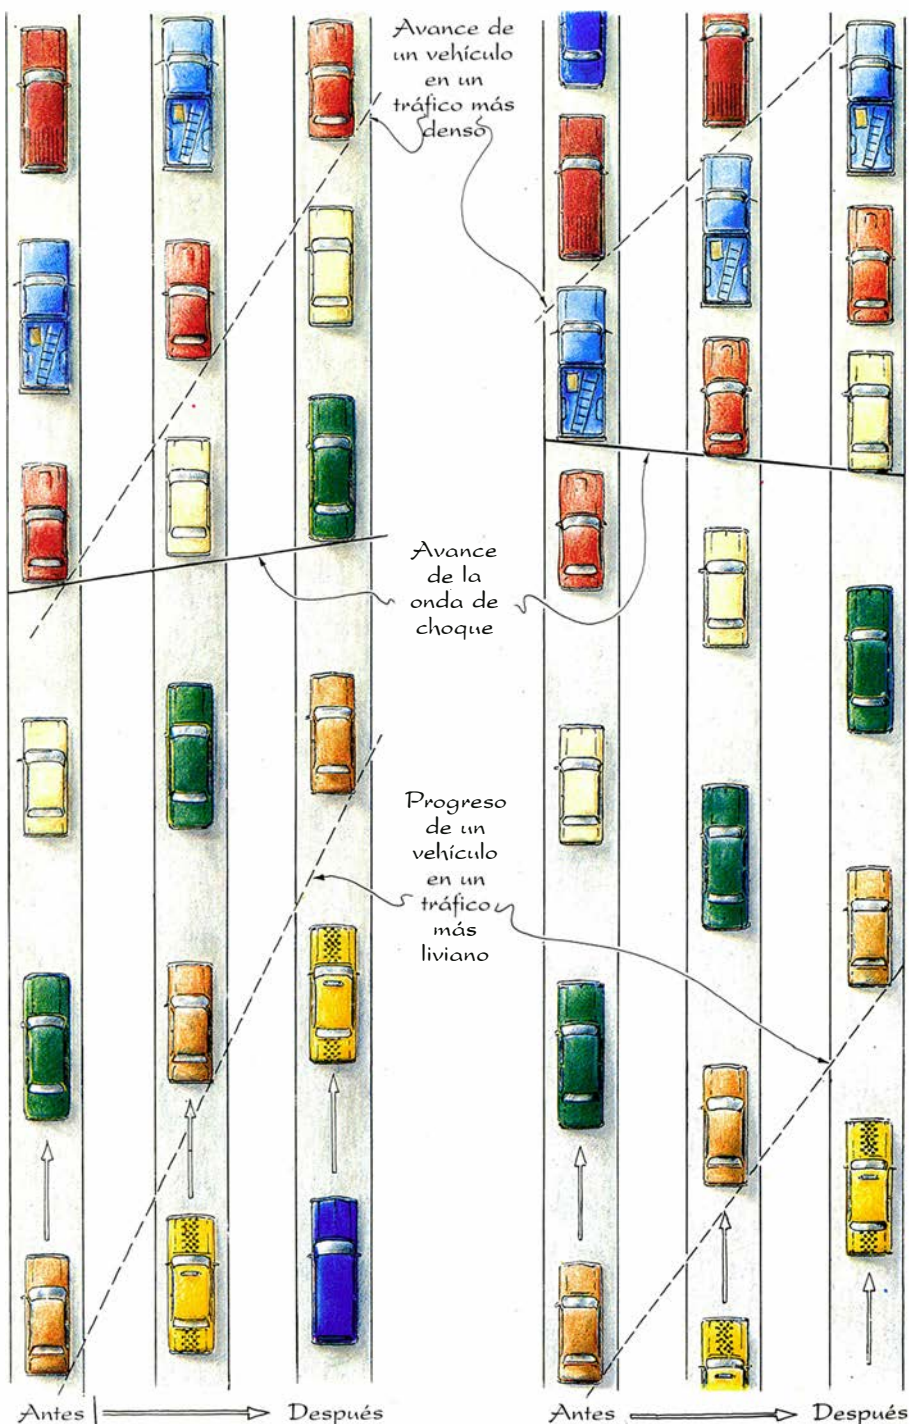 Avance de
un vehículo
en un
tráfico más
denso
Avance
de la
onda de
choque
Progreso
de un
vehículo
en un
tráfico
más
liviano
Antes
Después
Antes
Después